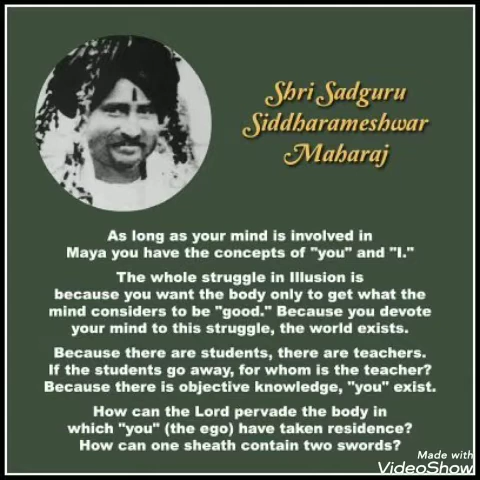 Shri Sadguru
Siddharameshwar
Maharaj
As long as your mind is involved in
Maya you have the concepts of "you" and "I."
The whole struggle in Illusion is
because you want the body only to get what the
mind considers to be "good." Because you devote
your mind to this struggle, the world exists.
Because there are students, there are teachers.
If the students go away, for whom is the teacher?
Because there is objective knowledge, "you" exist.
How can the Lord pervade the body in
which "you" (the ego) have taken residence?
How can one sheath contain two swords?
Made with
VideoShow